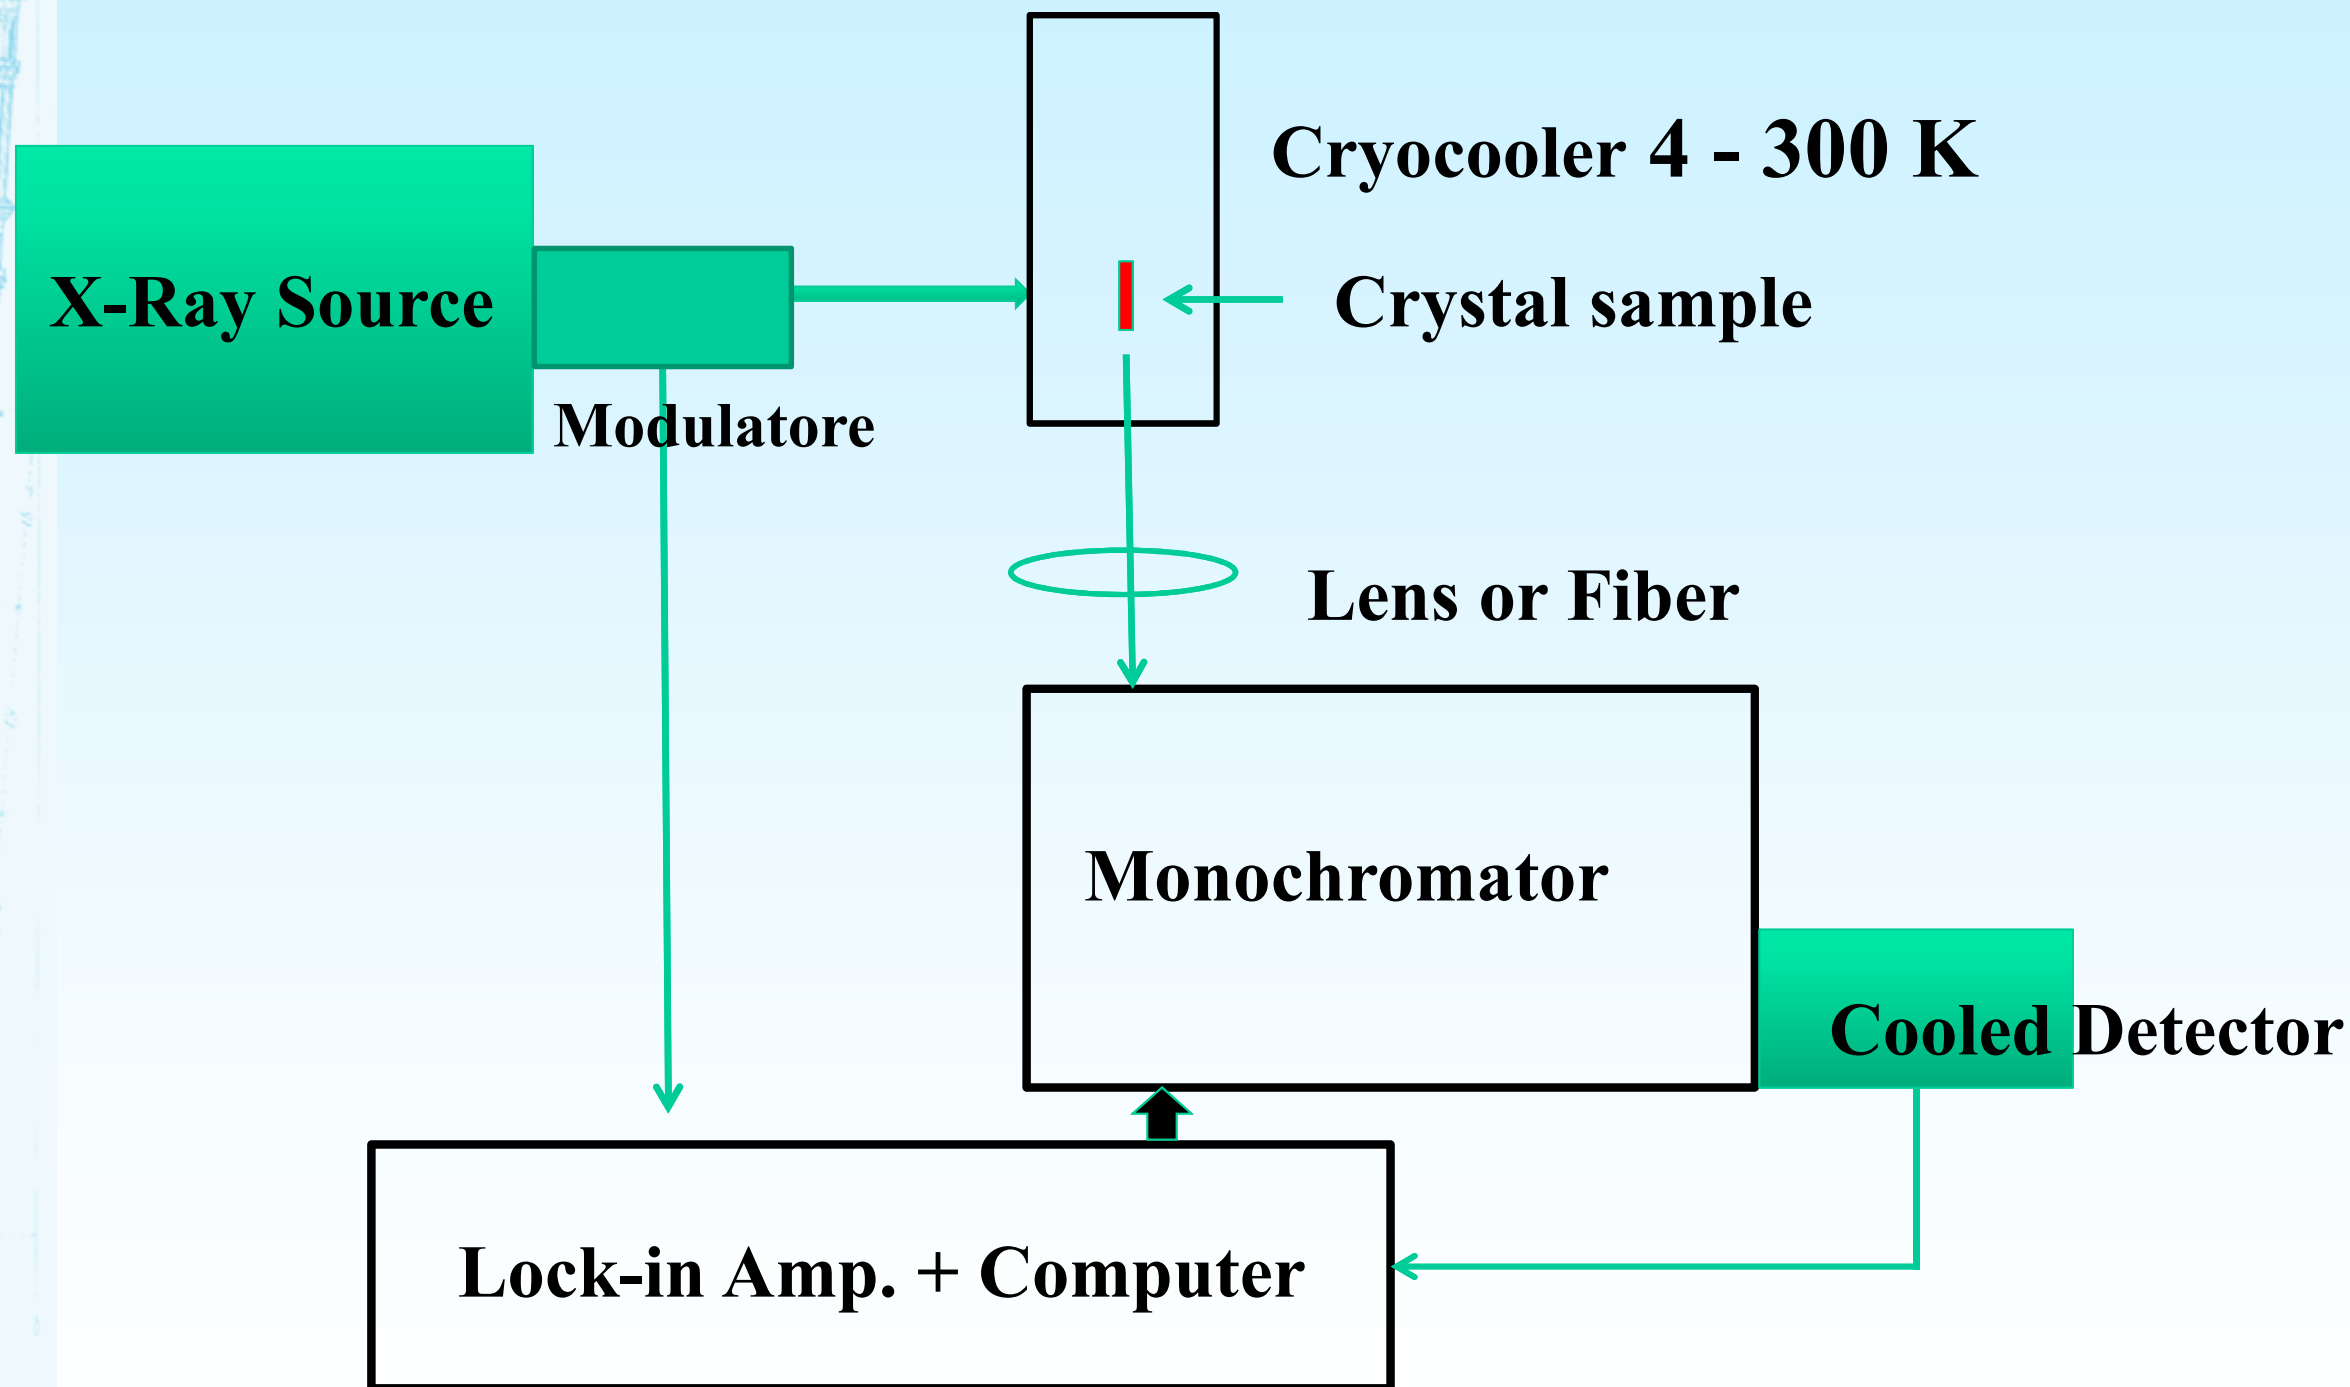 Cryocooler 4 - 300 K
X-Ray Source
Crystal sample
Modulatore
Lens or Fiber
Monochromator
Cooled Detector
Lock-in Amp. + Computer